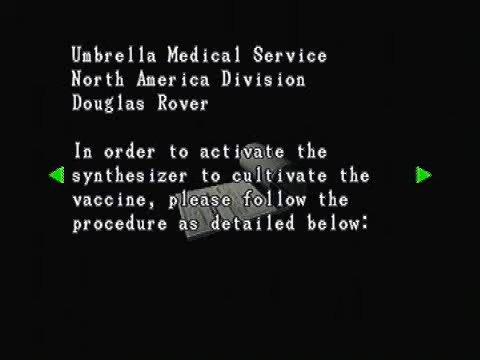 Umbrella Medical Service
North America Division
Douglas Rover
In order to activate the
synthesizer to cultivate the
vaccine, please follow the
procedure as detailed below: